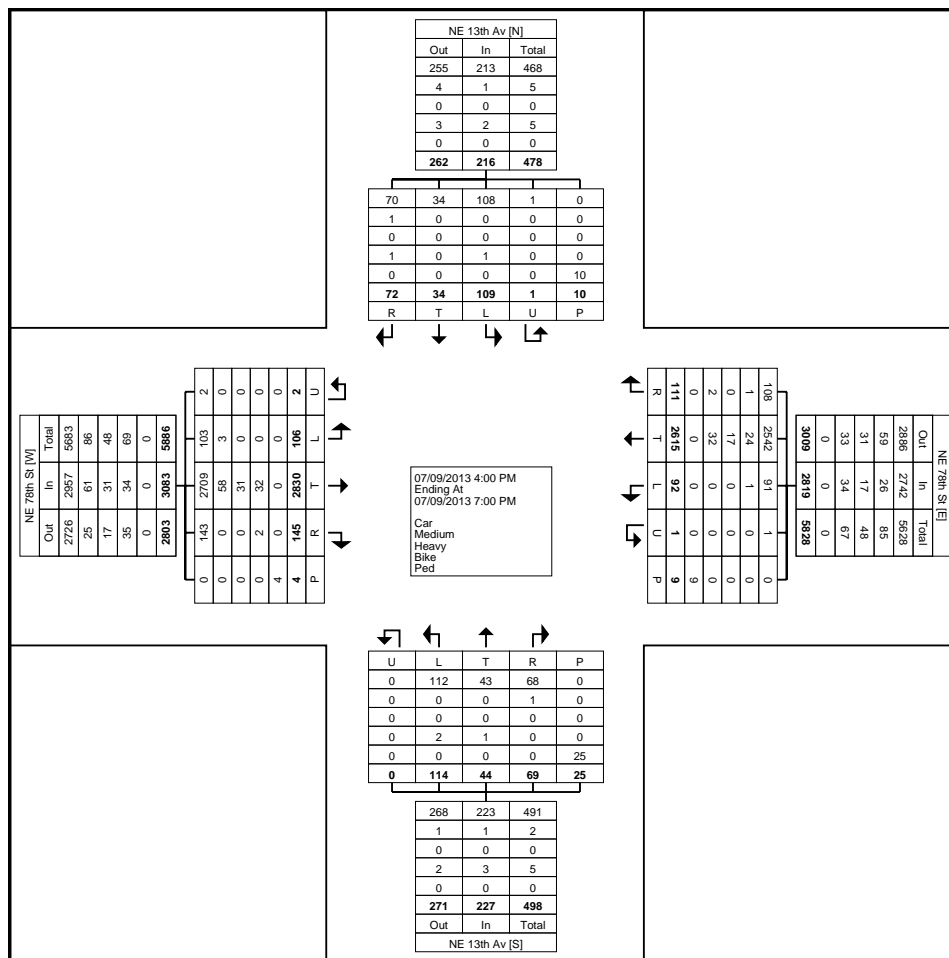 NE 13th Av [N]
Out In Total
255 213 468
4 1 5
0 0 0
3 2 5
0 0 0
262 216 478
70 34 108 1 0
1 0 0 0 0
0 0 0 0 0
1 0 1 0 0
0 0 0 0 10
72 34 109 1 10
R T L U P
NE 78th St [W]
Total 5683 86 48 69 0 5886
In 2957 61 31 34 0 3083
Out 2726 25 17 35 0 2803
2 0 0 0 0 2 U
103 3 0 0 0 106 L
2709 58 31 32 0 2830 T
143 0 0 2 0 145 R
0 0 0 0 4 4 P
07/09/2013 4:00 PM
Ending At
07/09/2013 7:00 PM
Car
Medium
Heavy
Bike
Ped
R 111 0 2 0 1 108
T 2615 0 32 17 24 2542
L 92 0 0 0 1 91
U 1 0 0 0 0 1
P 9 9 0 0 0 0
3009 0 33 31 59 2886 Out
2819 0 34 17 26 2742 In
5828 0 67 48 85 5628 Total
NE 78th St [E]
U L T R P
0 112 43 68 0
0 0 0 1 0
0 0 0 0 0
0 2 1 0 0
0 0 0 0 25
0 114 44 69 25
268 223 491
1 1 2
0 0 0
2 3 5
0 0 0
271 227 498
Out In Total
NE 13th Av [S]